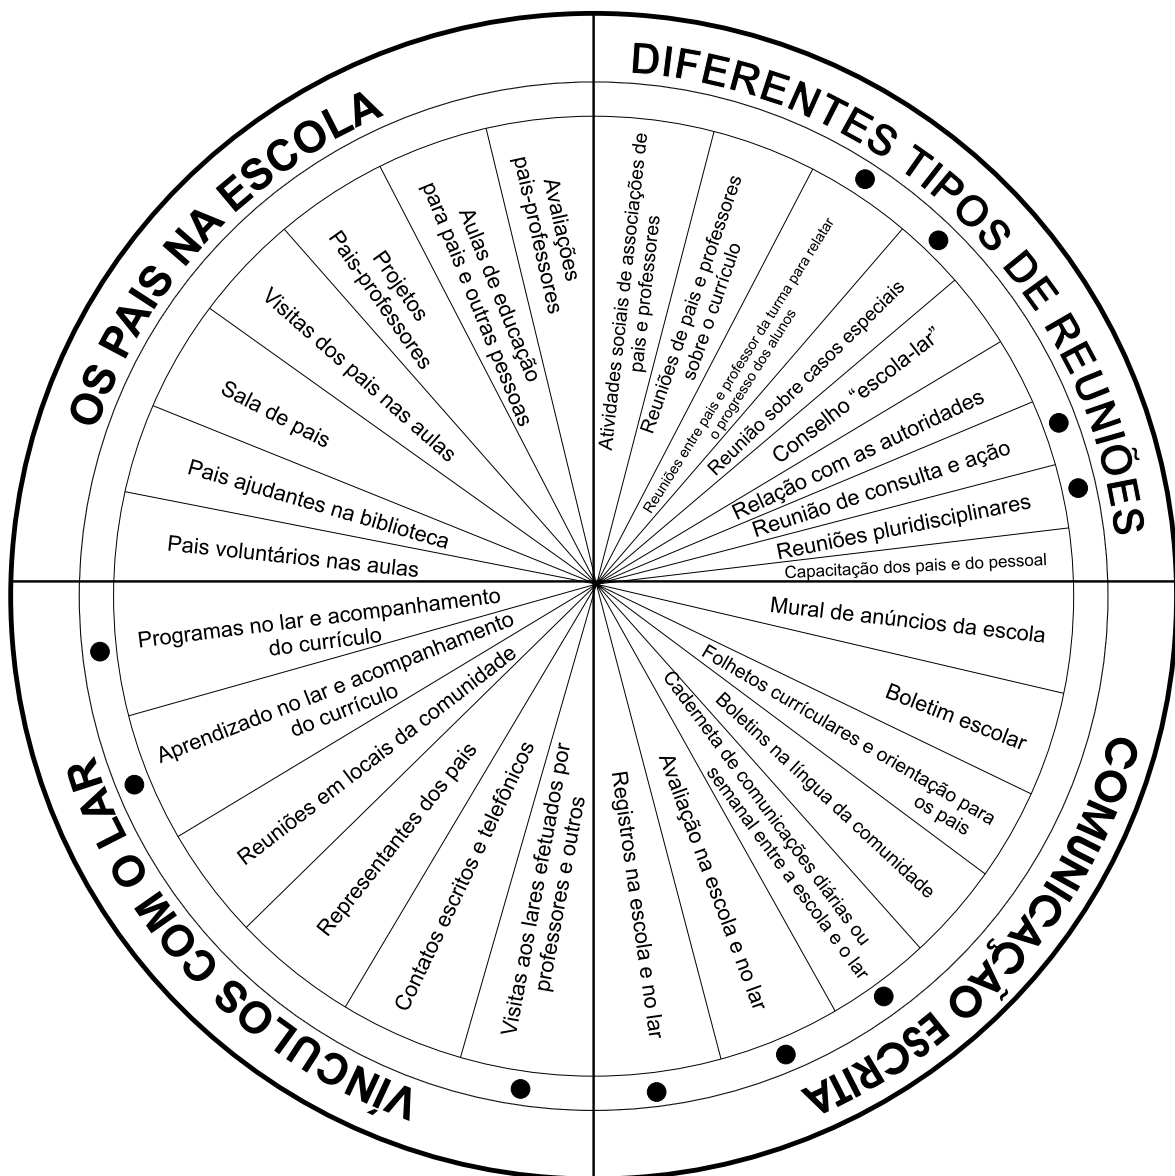 OS PAIS NA ESCOLA
Pais voluntários nas aulas
Pais ajudantes na biblioteca
Sala de pais
Visitas dos pais nas aulas
Projetos
Pais-professores
Aulas de educação
para pais e outras pessoas
Avaliações
pais-professores
DIFERENTES TIPOS DE REUNIÕES
Atividades sociais de associações de
pais e professores
Reuniões de pais e professores
sobre o currículo
Reuniões entre pais e professor da turma para relatar
o progresso dos alunos
Reunião sobre casos especiais
Conselho “escola-lar”
Relação com as autoridades
Reunião de consulta e ação
Reuniões pluridisciplinares
Capacitação dos pais e do pessoal
COMUNICAÇÃO ESCRITA
Mural de anúncios da escola
Boletim escolar
Folhetos currículares e orientação para
os pais
Boletins na língua da comunidade
Caderneta de comunicações diárias ou
semanal entre a escola e o lar
Avaliação na escola e no lar
Registros na escola e no lar
VÍNCULOS COM O LAR
Programas no lar e acompanhamento
do currículo
Aprendizado no lar e acompanhamento
do currículo
Reuniões em locais da comunidade
Representantes dos pais
Contatos escritos e telefônicos
Visitas aos lares efetuados por
professores e outros